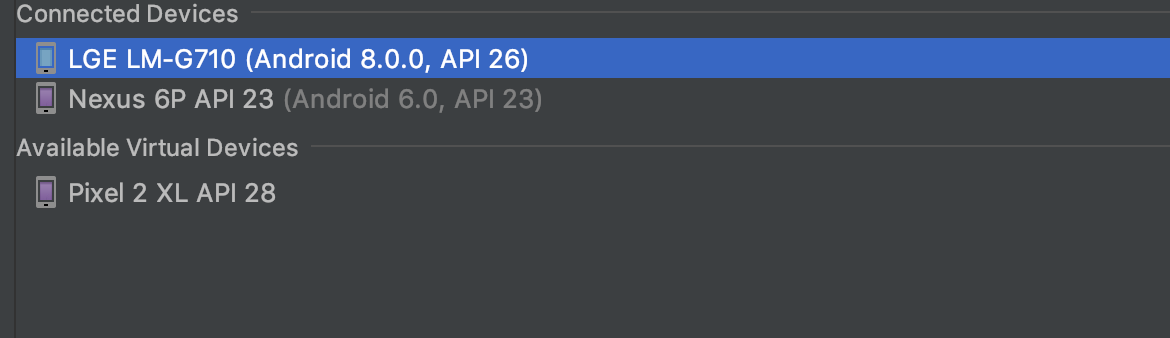 Connected Devices
LGE LM-G710 (Android 8.0.0, API 26)
Nexus 6P API 23 (Android 6.0, API 23)
Available Virtual Devices
Pixel 2 XL API 28